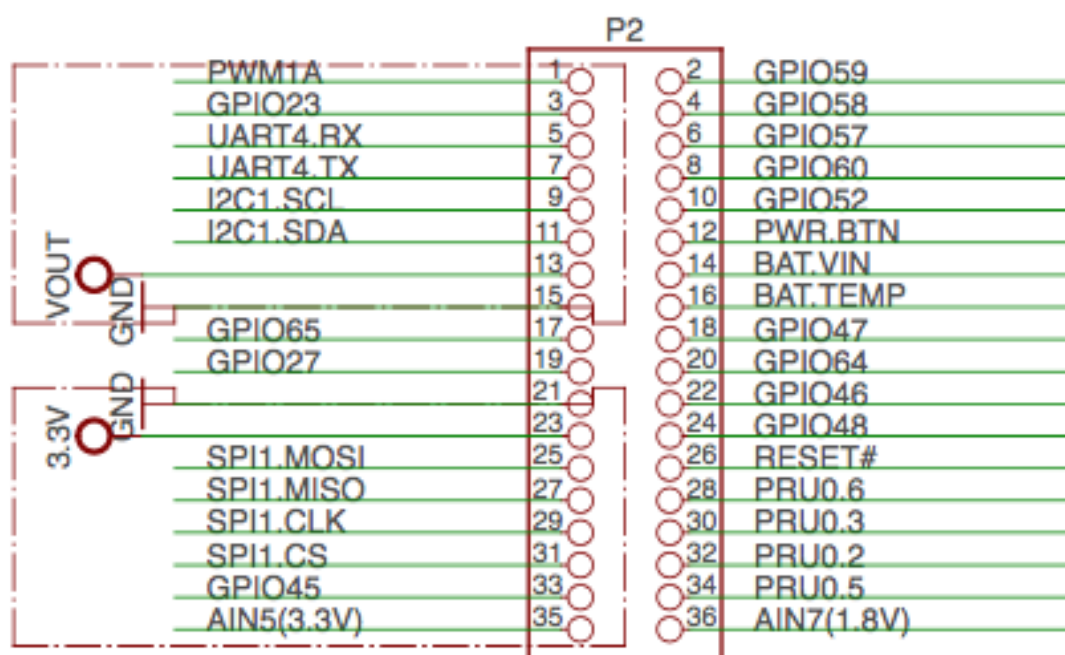 P2
PWM1A 1 2 GPIO59
GPIO23 3 4 GPIO58
UART4.RX 5 6 GPIO57
UART4.TX 7 8 GPIO60
I2C1.SCL 9 10 GPIO52
I2C1.SDA 11 12 PWR.BTN
VOUT 13 14 BAT.VIN
GND 15 16 BAT.TEMP
GPIO65 17 18 GPIO47
GPIO27 19 20 GPIO64
GND 21 22 GPIO46
3.3V 23 24 GPIO48
SPI1.MOSI 25 26 RESET#
SPI1.MISO 27 28 PRU0.6
SPI1.CLK 29 30 PRU0.3
SPI1.CS 31 32 PRU0.2
GPIO45 33 34 PRU0.5
AIN5(3.3V) 35 36 AIN7(1.8V)